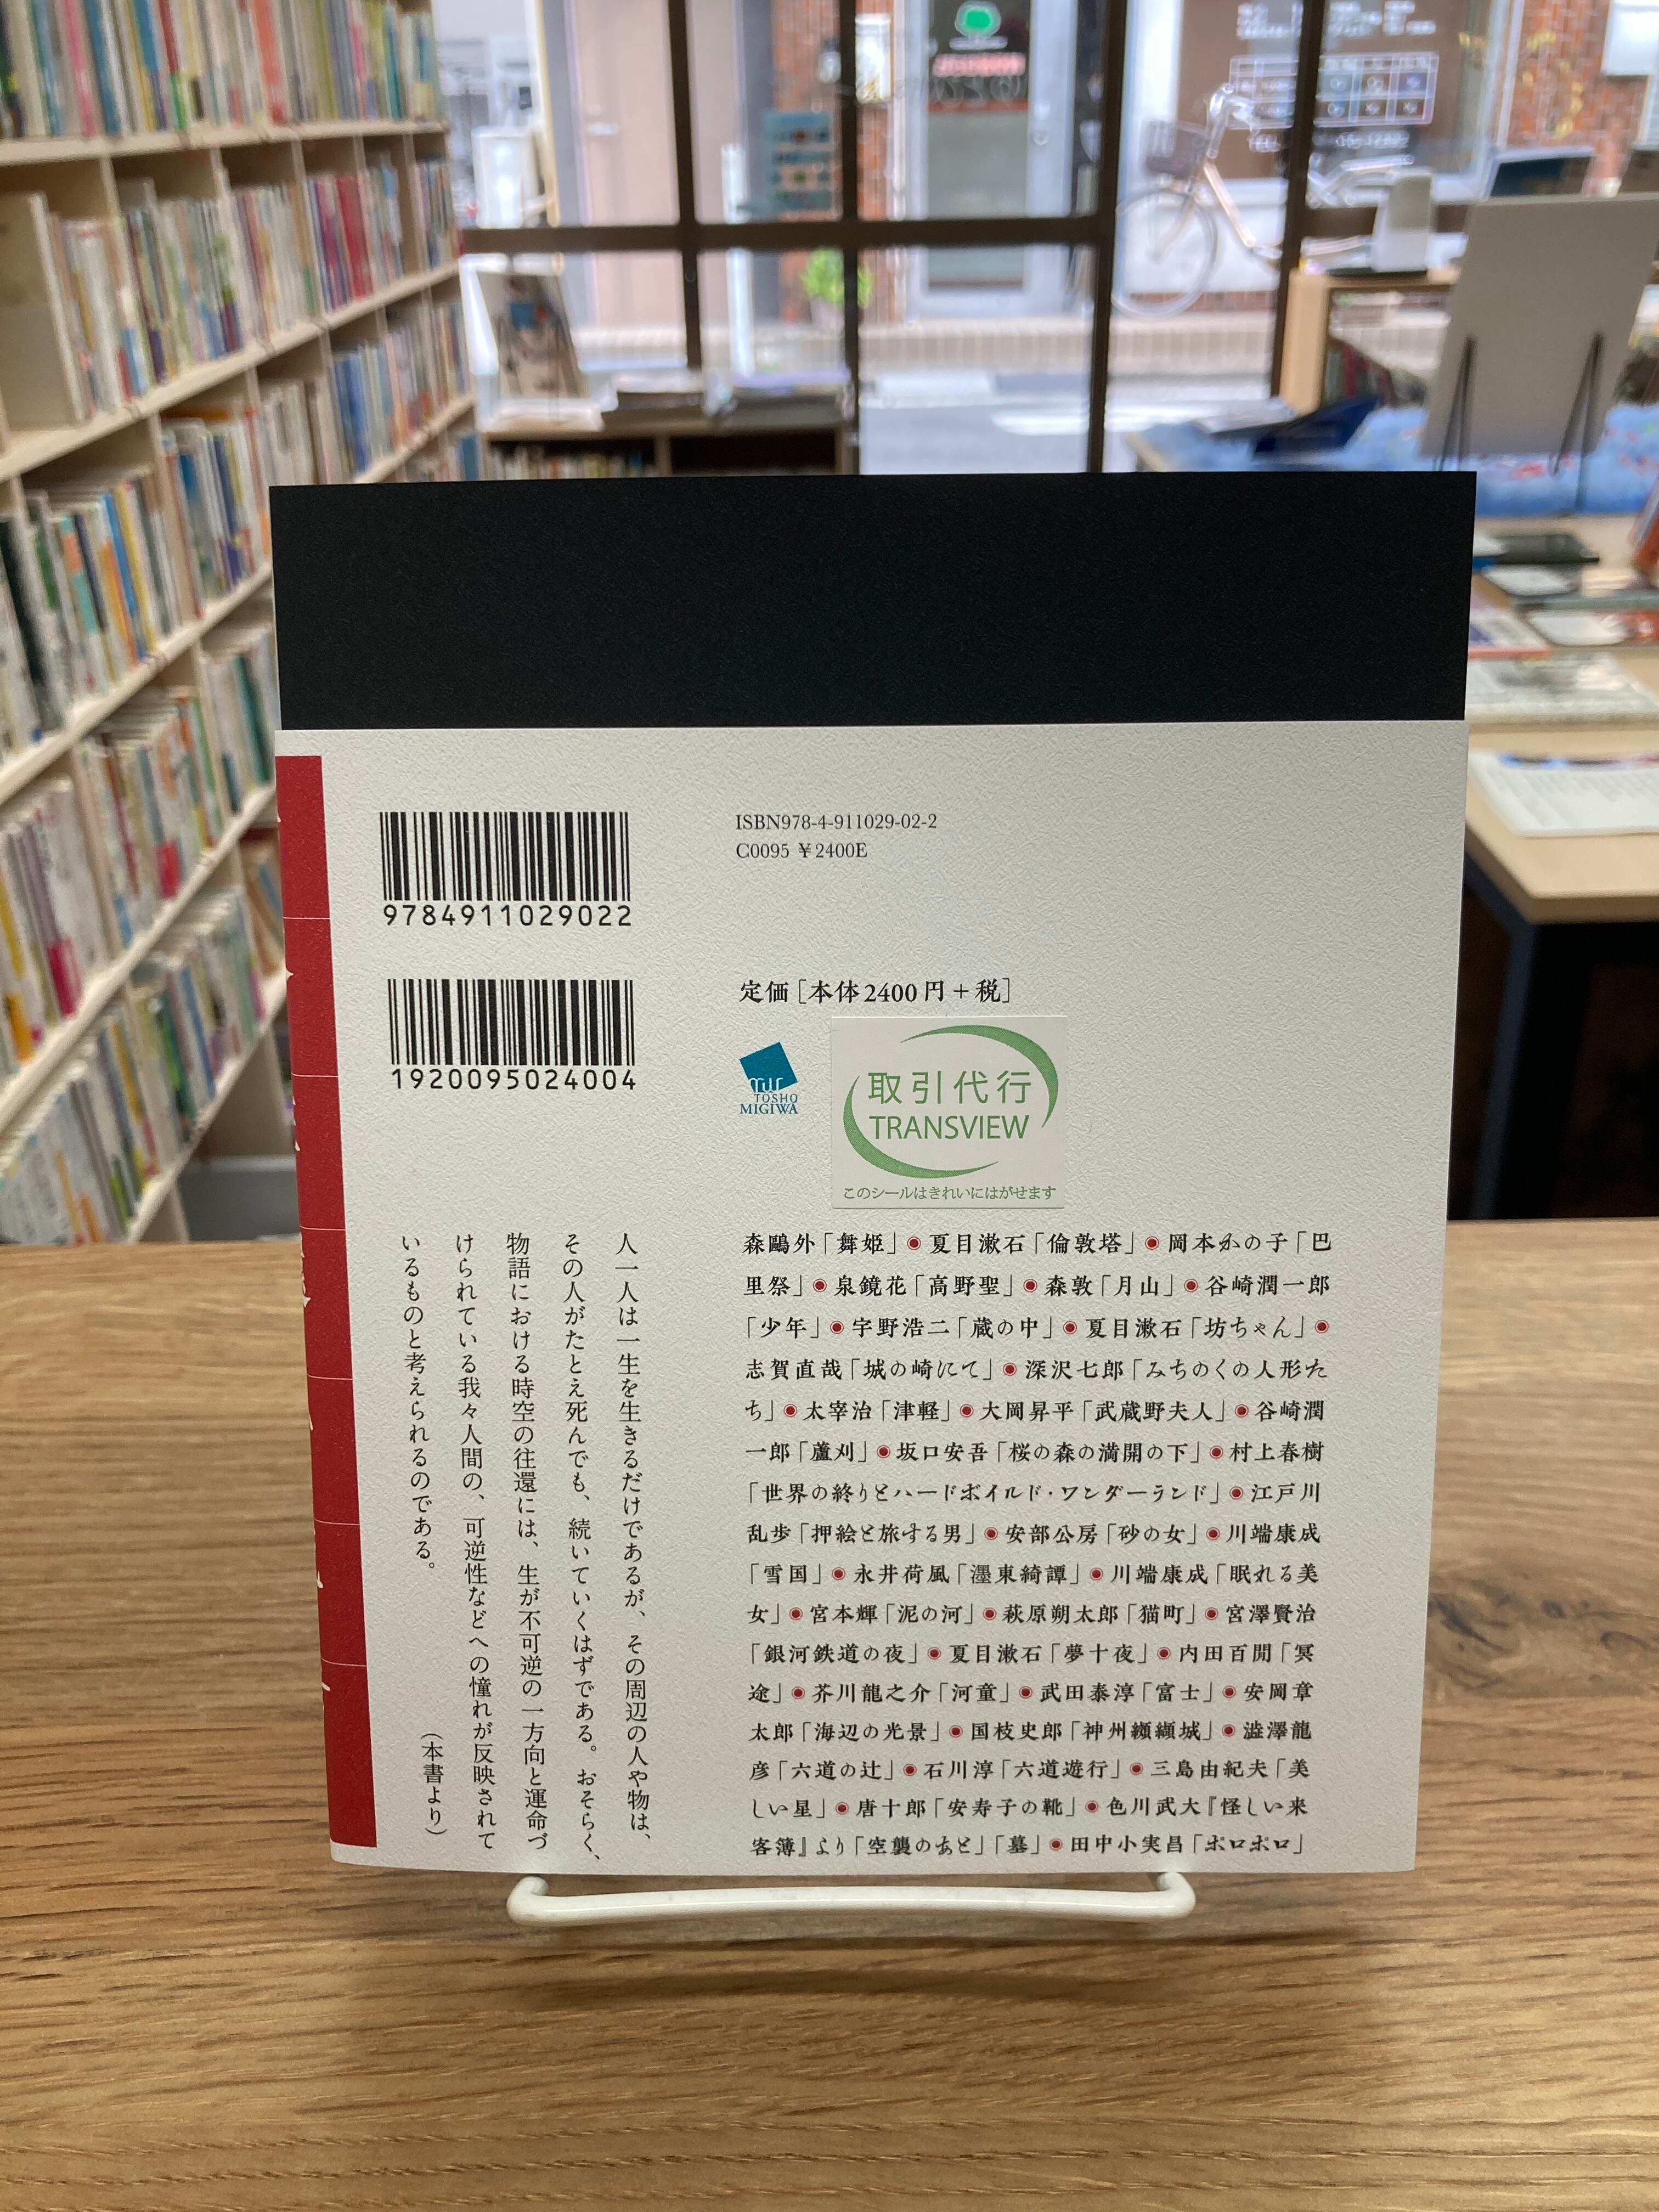 9784911029022
ISBN978-4-911029-02-2
C0095 ￥2400E
1920095024004
定価［本体2400円＋税］
TOSHO
MIGIWA
取引代行
TRANSVIEW
このシールはきれいにはがせます
人一人は一生を生きるだけであるが、その周辺の人や物は、
その人がたとえ死んでも、続いていくはずである。おそらく、
物語における時空の往還には、生が不可逆の一方向と運命づ
けられている我々人間の、可逆性などへの憧れが反映されて
いるものと考えられるのである。
（本書より）
森鷗外「舞姫」◉夏目漱石「倫敦塔」◉岡本かの子「巴
里祭」◉泉鏡花「高野聖」◉森敦「月山」◉谷崎潤一郎
「少年」◉宇野浩二「蔵の中」◉夏目漱石「坊ちゃん」◉
志賀直哉「城の崎にて」◉深沢七郎「みちのくの人形た
ち」◉太宰治「津軽」◉大岡昇平「武蔵野夫人」◉谷崎潤
一郎「蘆刈」◉坂口安吾「桜の森の満開の下」◉村上春樹
「世界の終りとハードボイルド・ワンダーランド」◉江戸川
乱歩「押絵と旅する男」◉安部公房「砂の女」◉川端康成
「雪国」◉永井荷風「濹東綺譚」◉川端康成「眠れる美
女」◉宮本輝「泥の河」◉萩原朔太郎「猫町」◉宮澤賢治
「銀河鉄道の夜」◉夏目漱石「夢十夜」◉内田百閒「冥
途」◉芥川龍之介「河童」◉武田泰淳「富士」◉安岡章
太郎「海辺の光景」◉国枝史郎「神州纐纈城」◉澁澤龍
彦「六道の辻」◉石川淳「六道遊行」◉三島由紀夫「美
しい星」◉唐十郎「安寿子の靴」◉色川武大『怪しい来
客簿』より「空襲のあと」「墓」◉田中小実昌「ポロポロ」